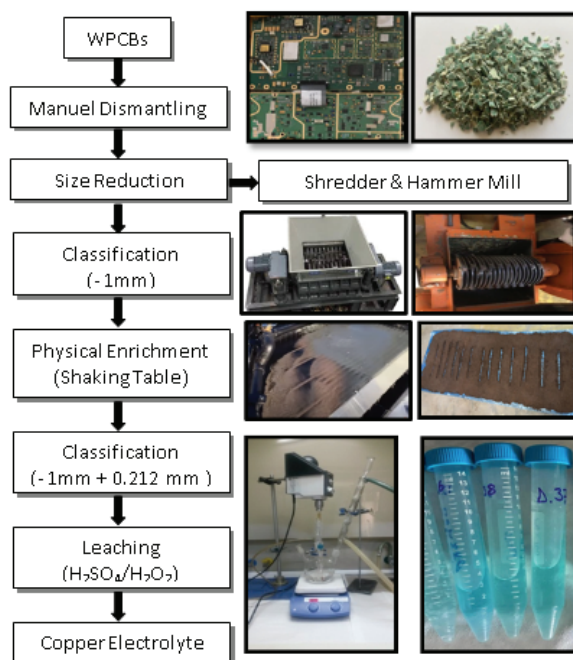 WPCBs
Manuel Dismantling
Size Reduction
Shredder & Hammer Mill
Classification
(-1mm)
Physical Enrichment
(Shaking Table)
Classification
(-1mm + 0.212 mm )
Leaching
(H₂SO₄/H₂O₂)
Copper Electrolyte
D.37